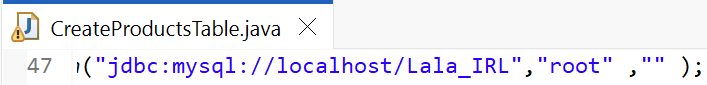 CreateProductsTable.java
47 ("jdbc:mysql://localhost/Lala_IRL","root" ,"" );